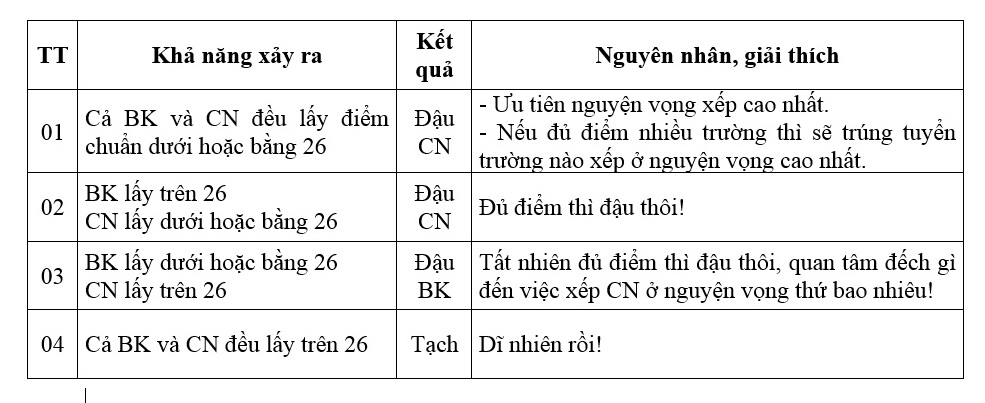 TT
Khả năng xảy ra
Kết
quả
Nguyên nhân, giải thích
01
Cả BK và CN đều lấy điểm
chuẩn dưới hoặc bằng 26
Đậu
CN
- Ưu tiên nguyện vọng xếp cao nhất.
- Nếu đủ điểm nhiều trường thì sẽ trúng tuyển
trường nào xếp ở nguyện vọng cao nhất.
02
BK lấy trên 26
CN lấy dưới hoặc bằng 26
Đậu
CN
Đủ điểm thì đậu thôi!
03
BK lấy dưới hoặc bằng 26
CN lấy trên 26
Đậu
BK
Tất nhiên đủ điểm thì đậu thôi, quan tâm đếch gì
đến việc xếp CN ở nguyện vọng thứ bao nhiêu!
04
Cả BK và CN đều lấy trên 26
Tạch
Dĩ nhiên rồi!